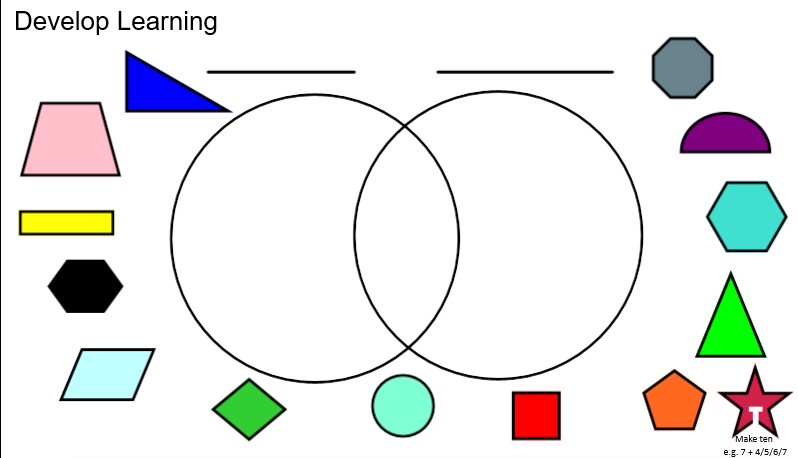 Develop Learning
T
Make ten
e.g. 7 + 4/5/6/7